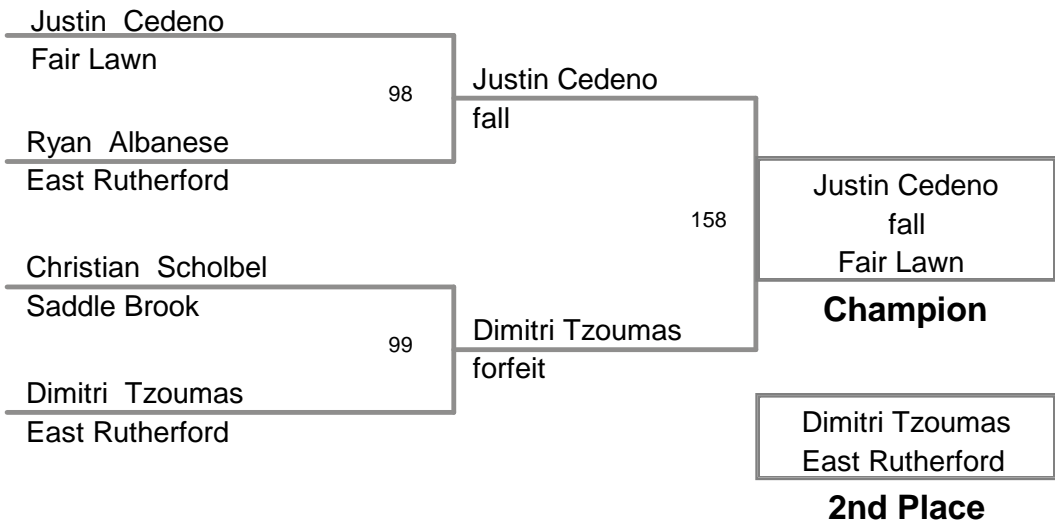 Justin Cedeno
Fair Lawn
98
Ryan Albanese
East Rutherford
Christian Scholbel
Saddle Brook
99
Dimitri Tzoumas
East Rutherford
Justin Cedeno
fall
158
Dimitri Tzoumas
forfeit
Justin Cedeno
fall
Fair Lawn
Champion
Dimitri Tzoumas
East Rutherford
2nd Place